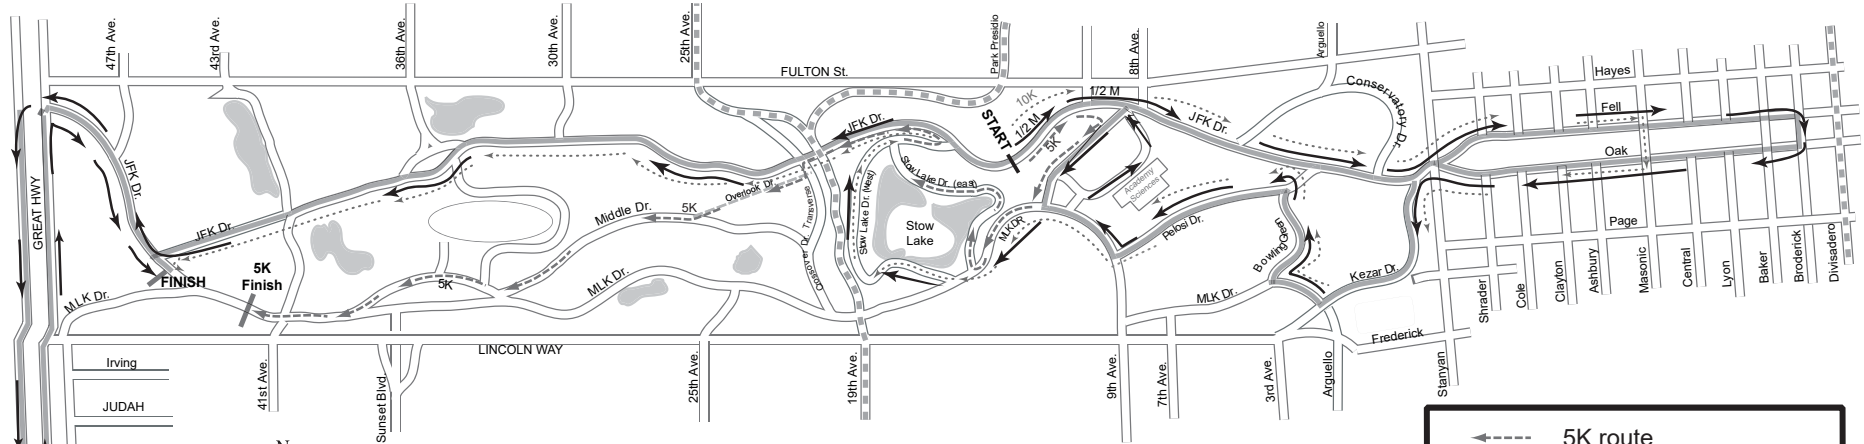 47th Ave.
43rd Ave.
36th Ave.
30th Ave.
25th Ave.
Park Presidio
8th Ave.
Arguello
FULTON St.
Hayes
Conservatory Dr.
10K
1/2 M
1/2 M
START
5K
JFK Dr.
JFK Dr.
Fell
Oak
JFK Dr.
JFK Dr.
GREAT HWY
Overlook Dr.
Stow Lake Dr. (east)
Stow Lake Dr. (west)
Stow
Lake
Academy
Sciences
Middle Dr.
5K
MLK DR
Pelosi Dr.
Bowling Green
Kezar Dr.
Page
Crossover Dr. Transverse
FINISH
5K
Finish
5K
MLK Dr.
MLK Dr.
MLK Dr.
Shrader
Cole
Clayton
Ashbury
Masonic
Central
Lyon
Baker
Broderick
Divisadero
Frederick
LINCOLN WAY
Irving
JUDAH
41st Ave.
Sunset Blvd.
25th Ave.
19th Ave.
9th Ave.
7th Ave.
3rd Ave.
Arguello
Stanyan
N
5K route